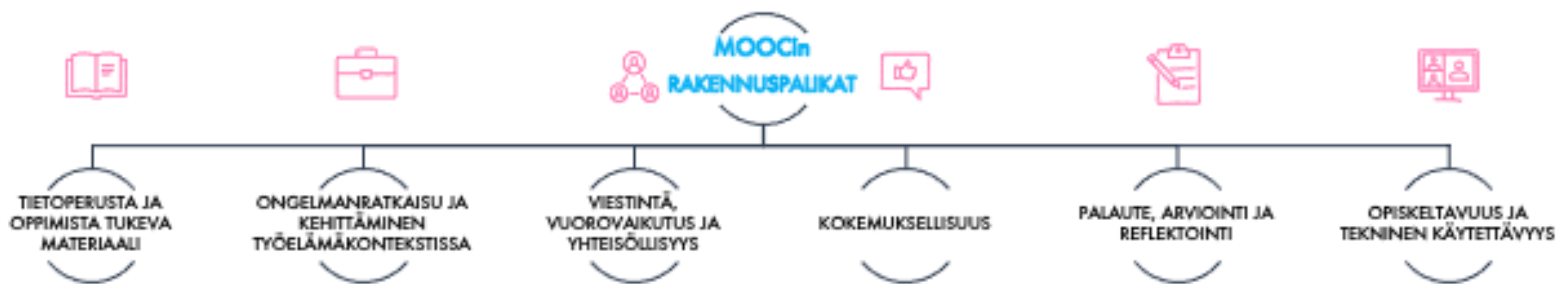 MOOCin
RAKENNUSPALIKAT
TIETOPERUSTA JA
OPPIMISTA TUKEVA
MATERIAALI
ONGELMANRATKAISU JA
KEHITTÄMINEN
TYÖELÄMÄKONTEKSTISSA
VIESTINTÄ,
VUOROVAIKUTUS JA
YHTEISÖLLISYYS
KOKEMUKSELLISUUS
PALAUTE, ARVIOINTI JA
REFLEKTOINTI
OPISKELTAVUUS JA
TEKNINEN KÄYTETTÄVYYS